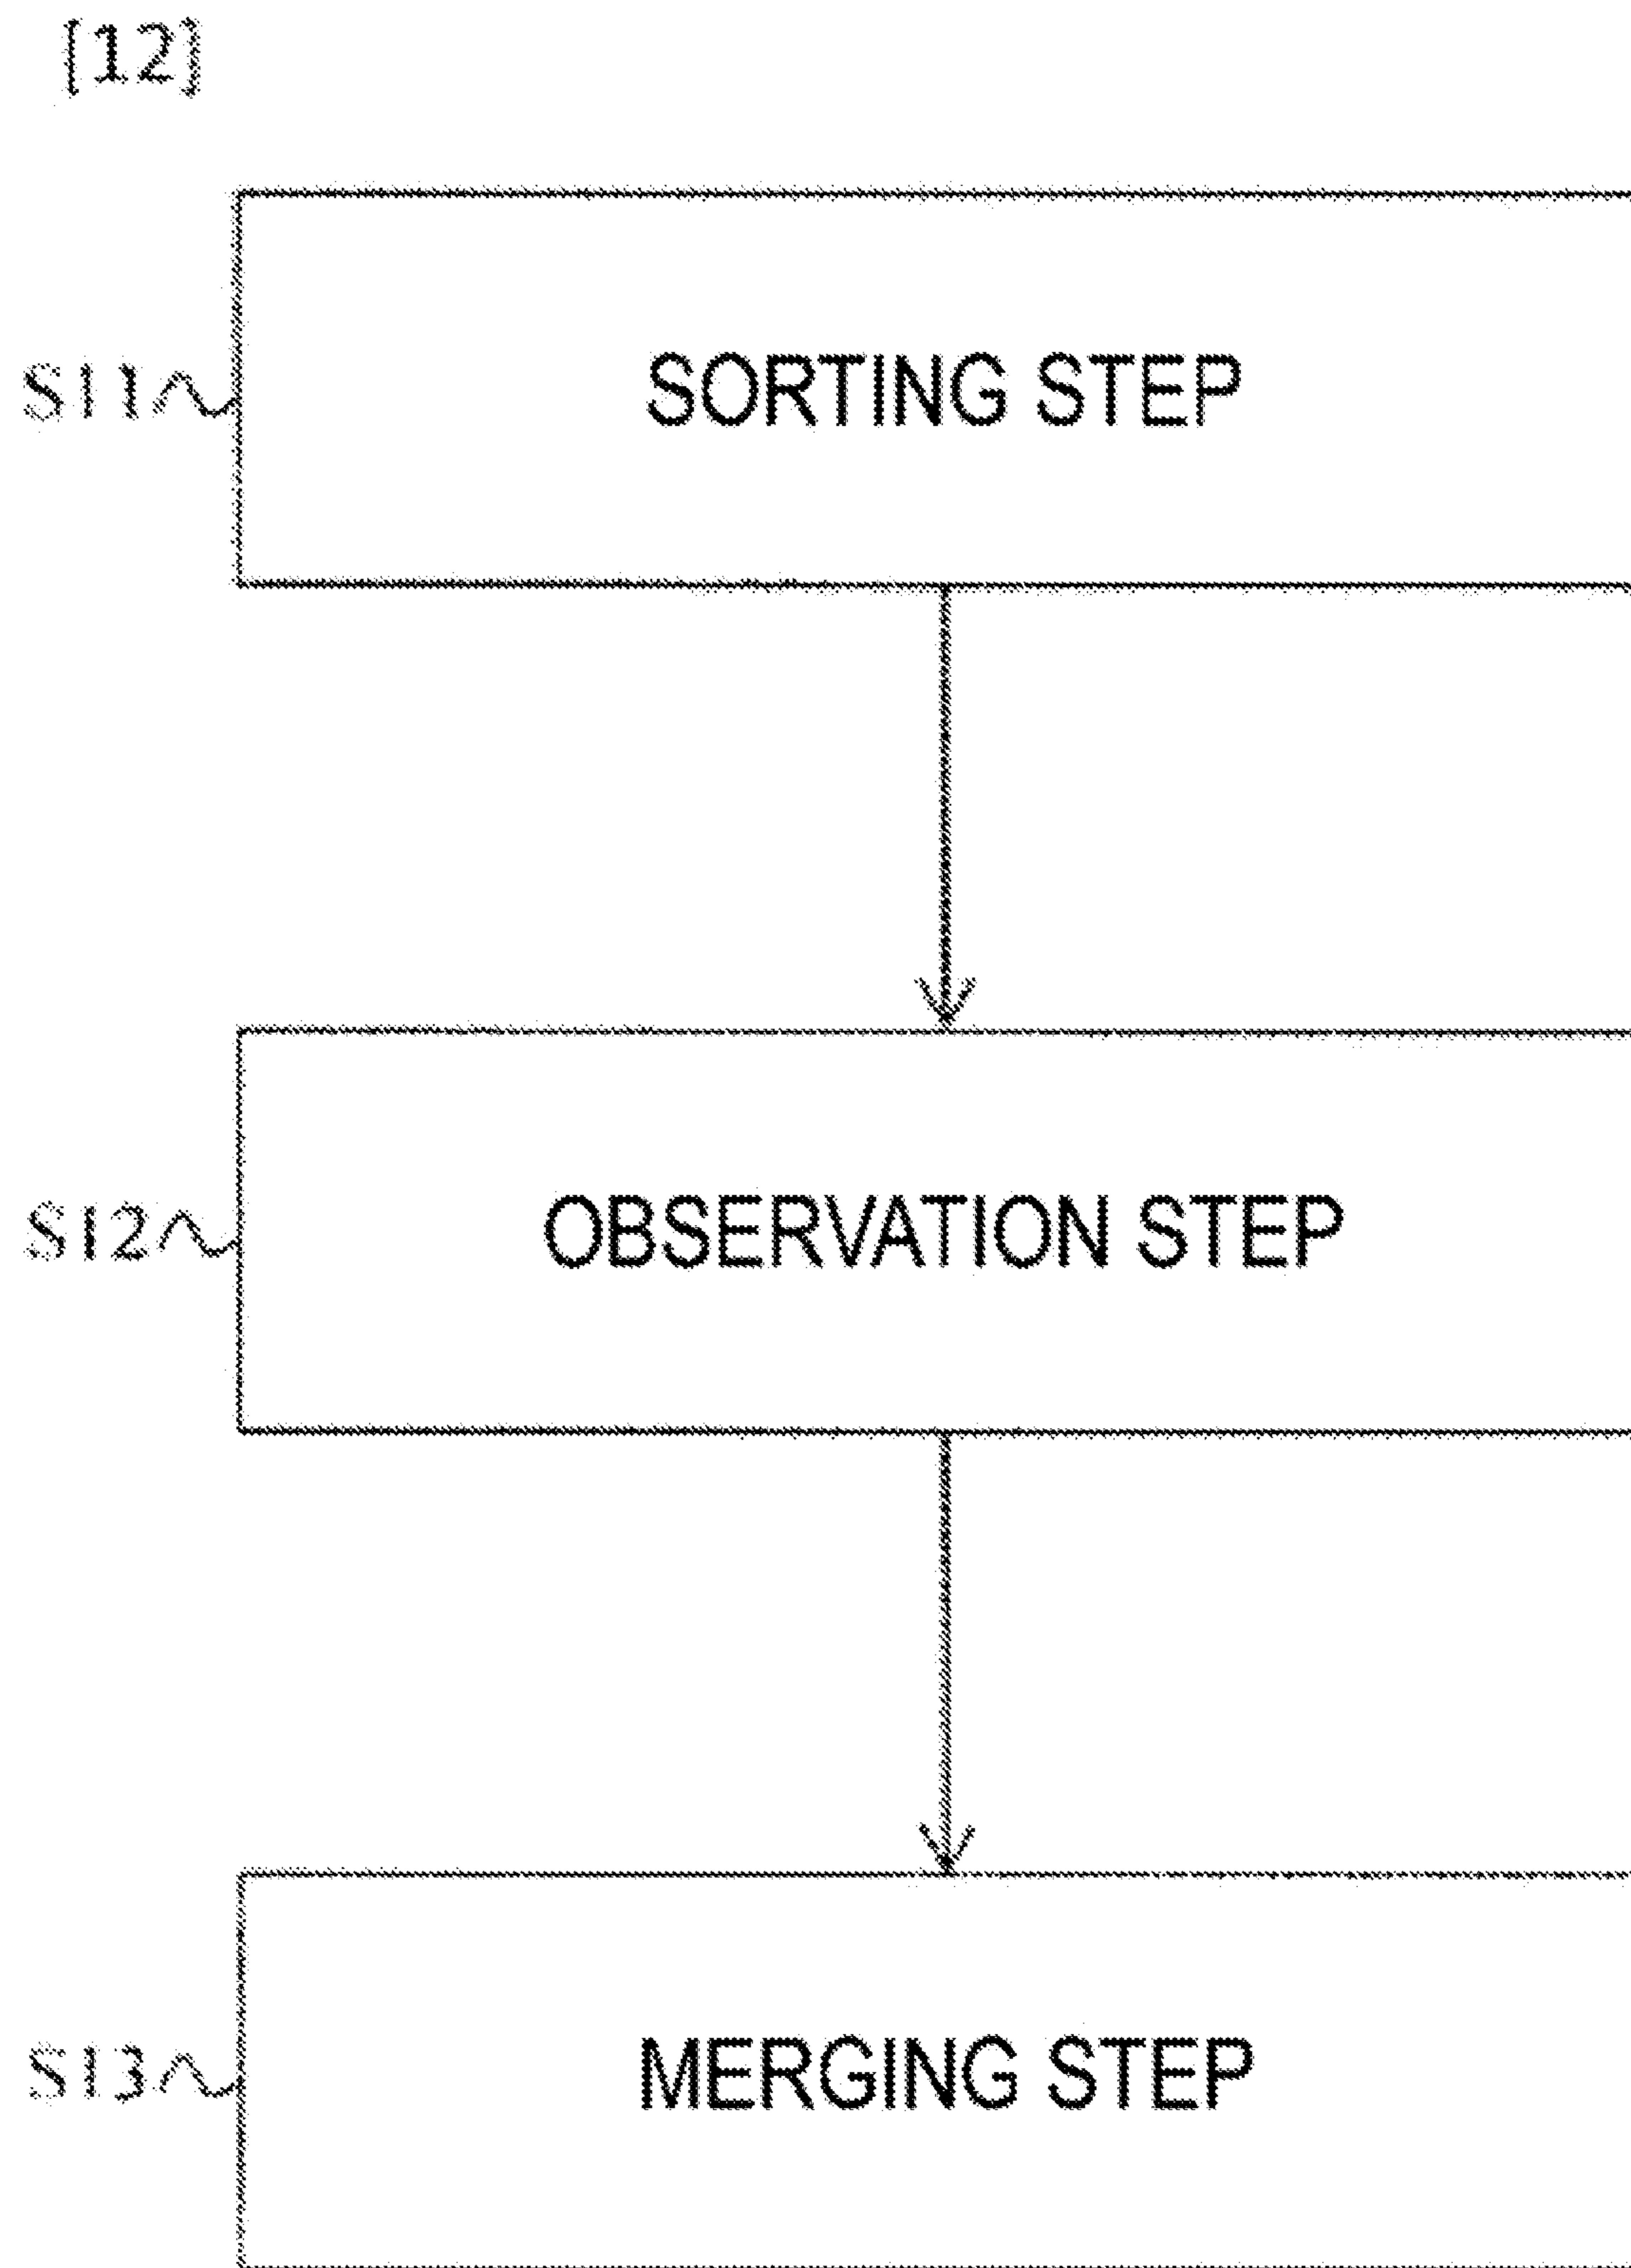 [12]
S11
SORTING STEP
S12
OBSERVATION STEP
S13
MERGING STEP